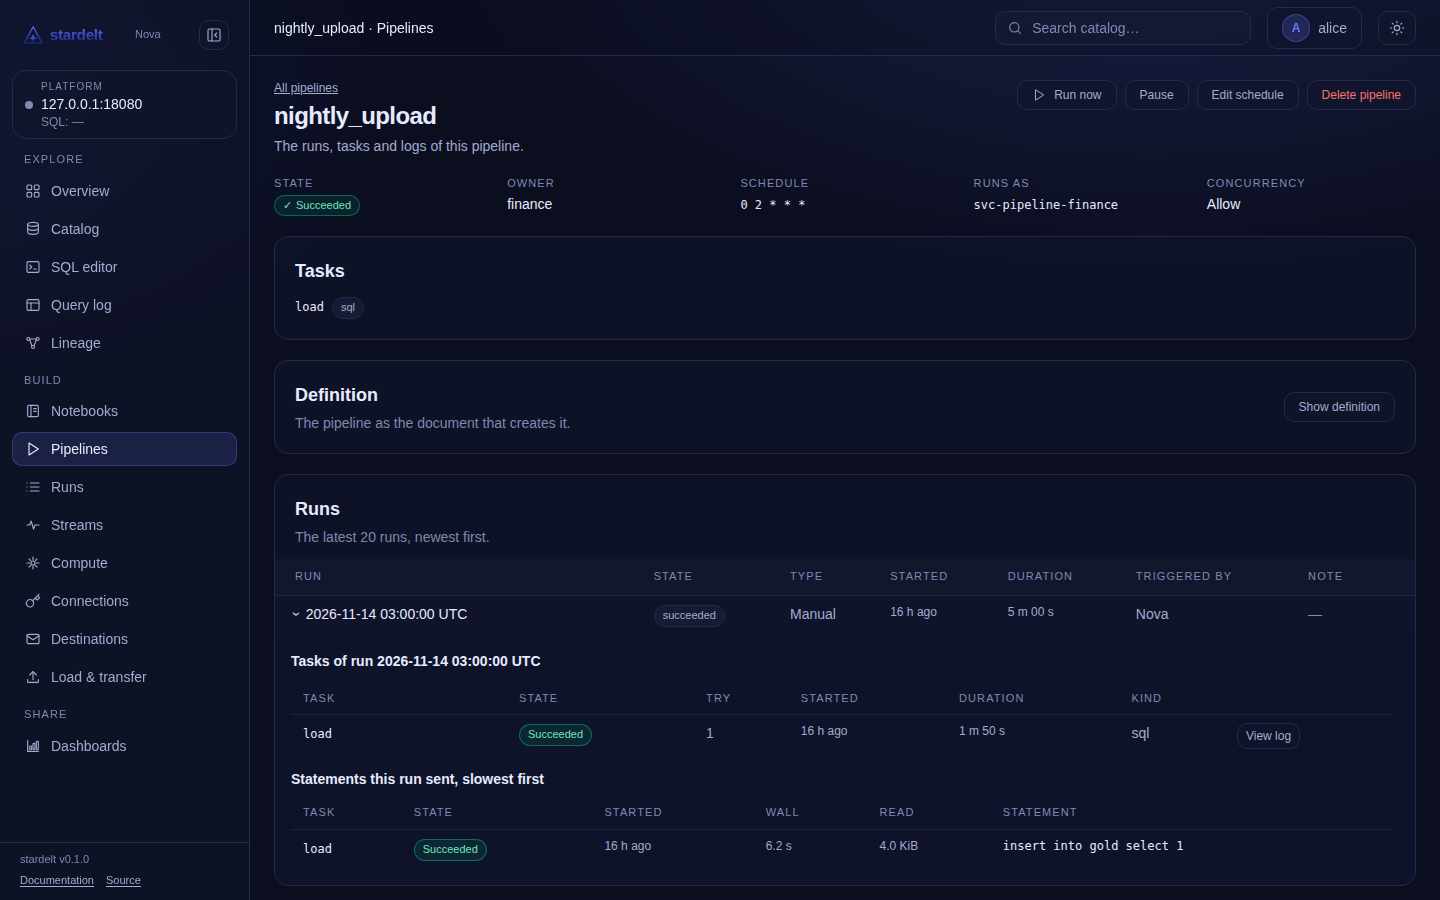 stardelt
Nova
PLATFORM
127.0.0.1:18080
SQL: —
EXPLORE
Overview
Catalog
SQL editor
Query log
Lineage
BUILD
Notebooks
Pipelines
Runs
Streams
Compute
Connections
Destinations
Load & transfer
SHARE
Dashboards
stardelt v0.1.0
Documentation Source
nightly_upload · Pipelines
Search catalog…
A alice
All pipelines
nightly_upload
The runs, tasks and logs of this pipeline.
Run now Pause Edit schedule Delete pipeline
STATE OWNER SCHEDULE RUNS AS CONCURRENCY
✓ Succeeded finance 0 2 * * * svc-pipeline-finance Allow
Tasks
load sql
Definition
The pipeline as the document that creates it.
Show definition
Runs
The latest 20 runs, newest first.
RUN STATE TYPE STARTED DURATION TRIGGERED BY NOTE
2026-11-14 03:00:00 UTC succeeded Manual 16 h ago 5 m 00 s Nova —
Tasks of run 2026-11-14 03:00:00 UTC
TASK STATE TRY STARTED DURATION KIND
load Succeeded 1 16 h ago 1 m 50 s sql View log
Statements this run sent, slowest first
TASK STATE STARTED WALL READ STATEMENT
load Succeeded 16 h ago 6.2 s 4.0 KiB insert into gold select 1